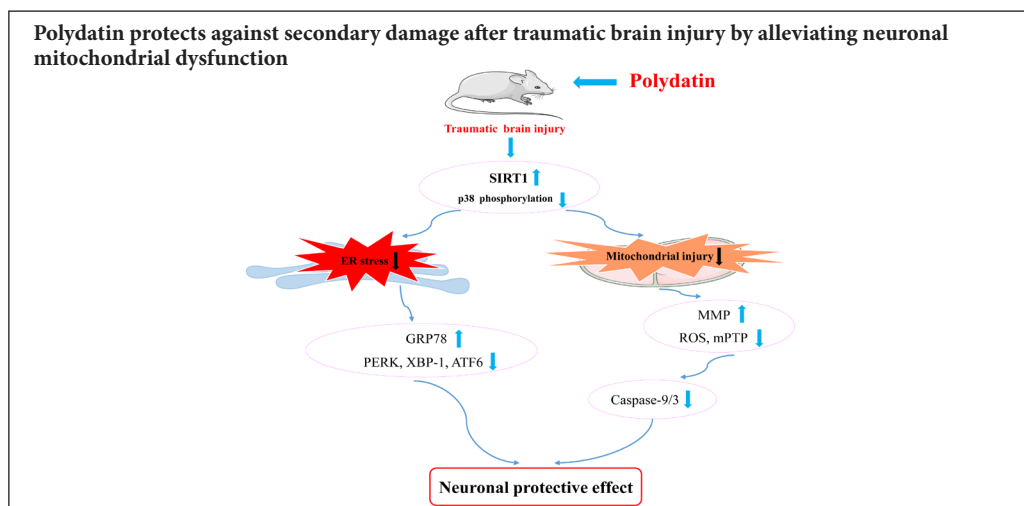 Polydatin protects against secondary damage after traumatic brain injury by alleviating neuronal
mitochondrial dysfunction
Polydatin
Traumatic brain injury
SIRT1
p38 phosphorylation
ER stress
Mitochondrial injury
GRP78
PERK, XBP-1, ATF6
MMP
ROS, mPTP
Caspase-9/3
Neuronal protective effect